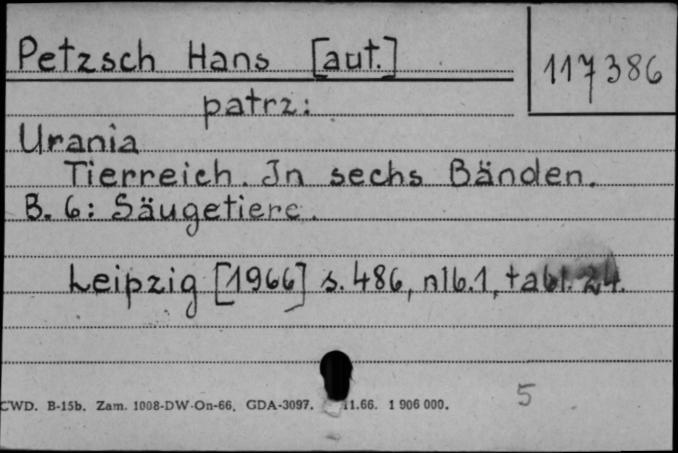 Petzsch Hans [aut.]
117386
patrz:
Urania
Tierreich. In sechs Bänden.
B. 6: Säugetiere.
Leipzig [1966] s. 486, nlb.1, tabl. 24.
CWD. B-15b. Zam. 1008-DW-On-66. GDA-3097. 11.66. 1 906 000.
5